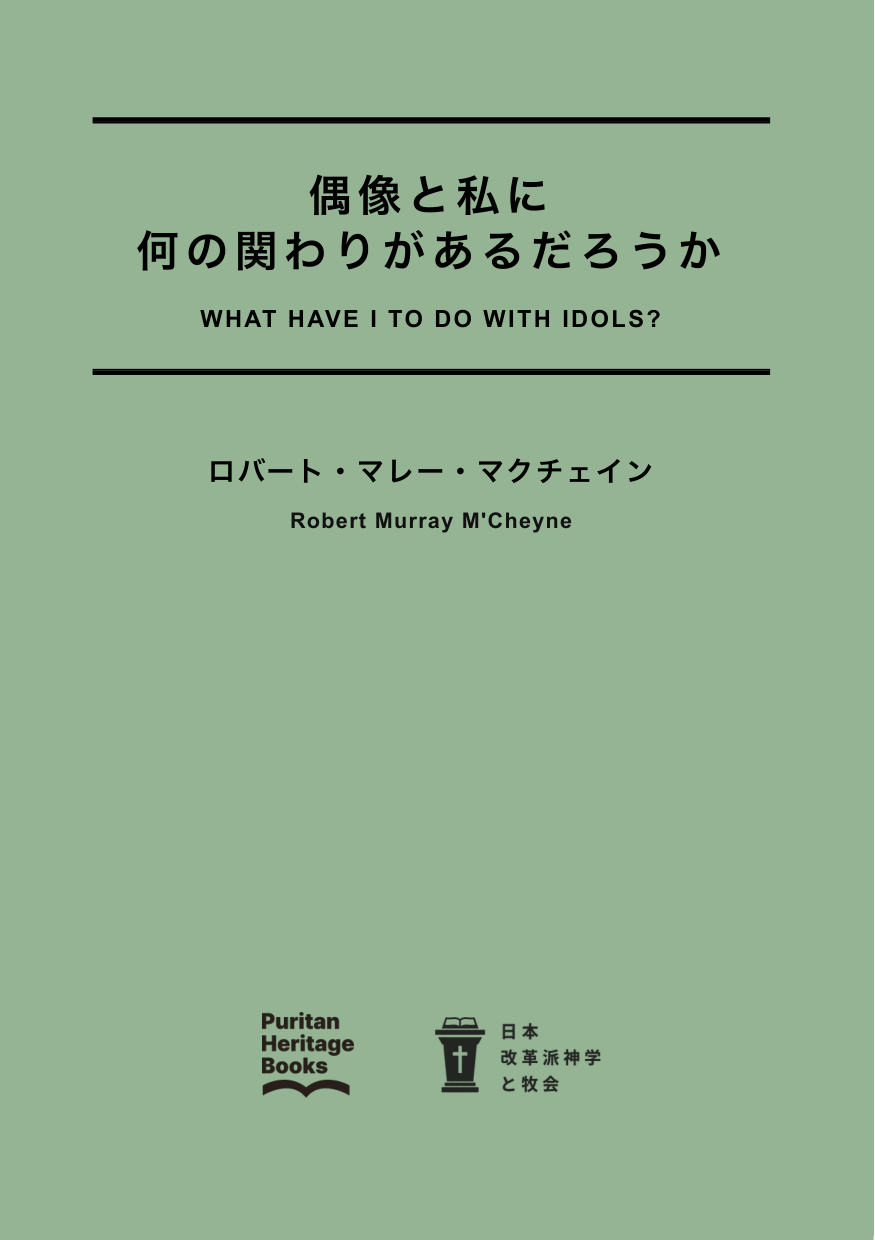 偶像と私に
何の関わりがあるだろうか
WHAT HAVE I TO DO WITH IDOLS?
ロバート・マレー・マクチェイン
Robert Murray M'Cheyne
Puritan
Heritage
Books
日本
改革派神学
と牧会